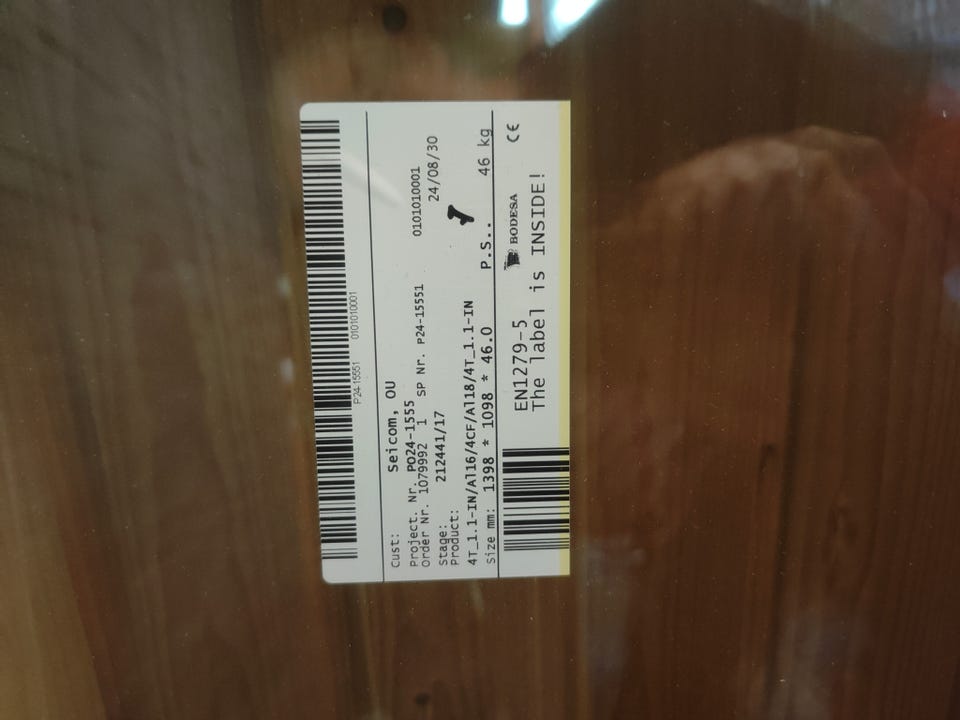 P24-15551 0101010001
Cust: Seicom, OU
Project. Nr. PO24-1555
Order Nr. 1079992 1 SP Nr. P24-15551 0101010001
Stage: 212441/17 24/08/30
Product:
4T_1.1-IN/Al16/4CF/Al18/4T_1.1-IN
Size mm: 1398 * 1098 * 46.0 P.S.. 46 kg
EN1279-5 BODESA CE
The label is INSIDE!